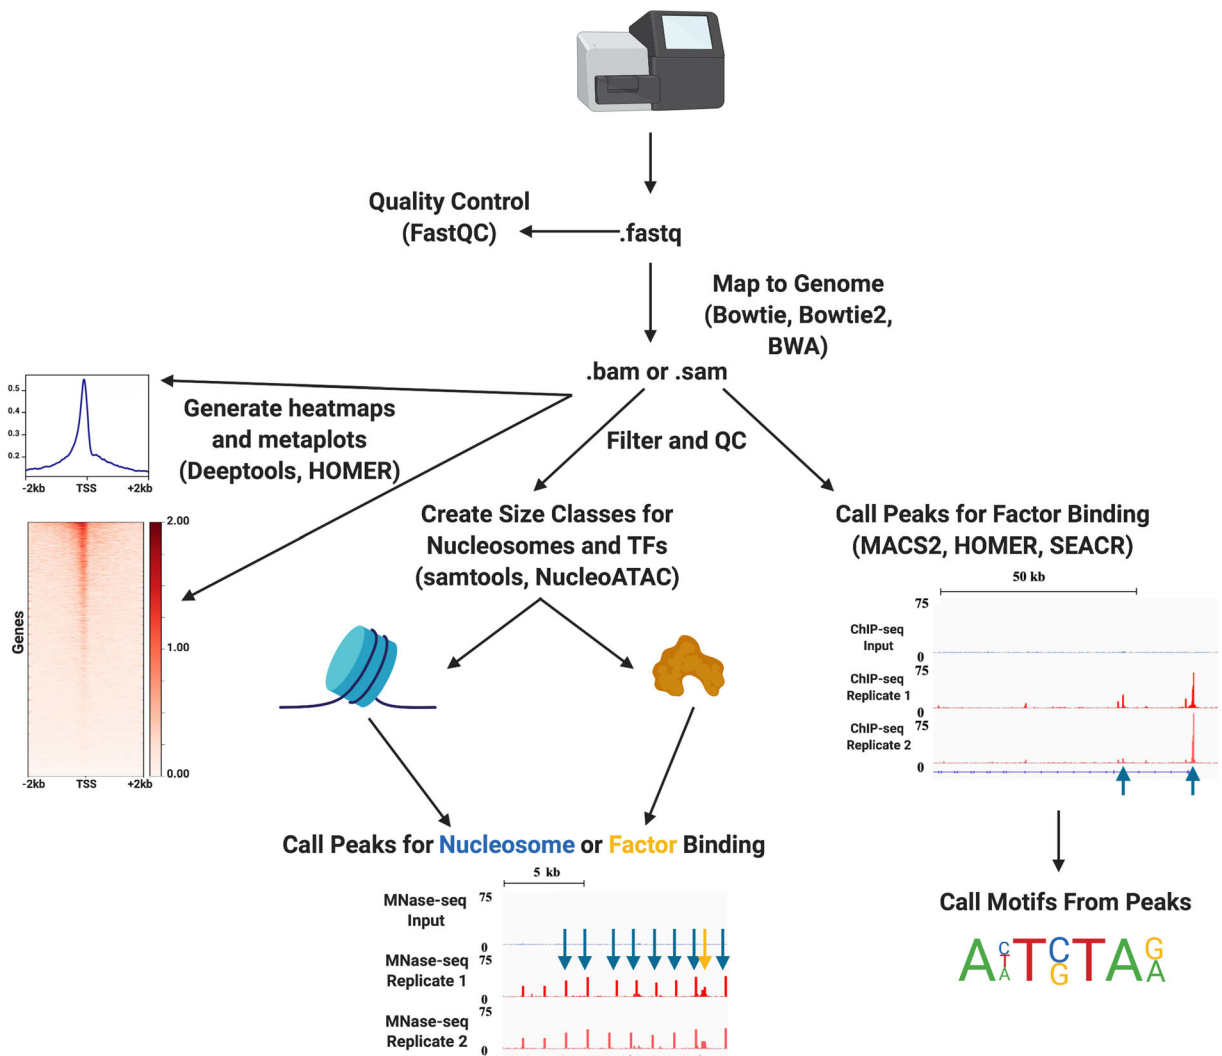 Quality Control
(FastQC)
.fastq
Map to Genome
(Bowtie, Bowtie2,
BWA)
.bam or .sam
Generate heatmaps
and metaplots
(Deeptools, HOMER)
Filter and QC
0.5
0.4
0.3
0.2
-2kb TSS +2kb
Genes
2.00
1.00
0.00
-2kb TSS +2kb
Create Size Classes for
Nucleosomes and TFs
(samtools, NucleoATAC)
Call Peaks for Factor Binding
(MACS2, HOMER, SEACR)
50 kb
75
ChIP-seq
Input
0
75
ChIP-seq
Replicate 1
0
75
ChIP-seq
Replicate 2
0
Call Peaks for Nucleosome or Factor Binding
5 kb
MNase-seq
Input
75
0
MNase-seq
Replicate 1
75
0
MNase-seq
Replicate 2
75
0
Call Motifs From Peaks
A C T A T C G T A G A